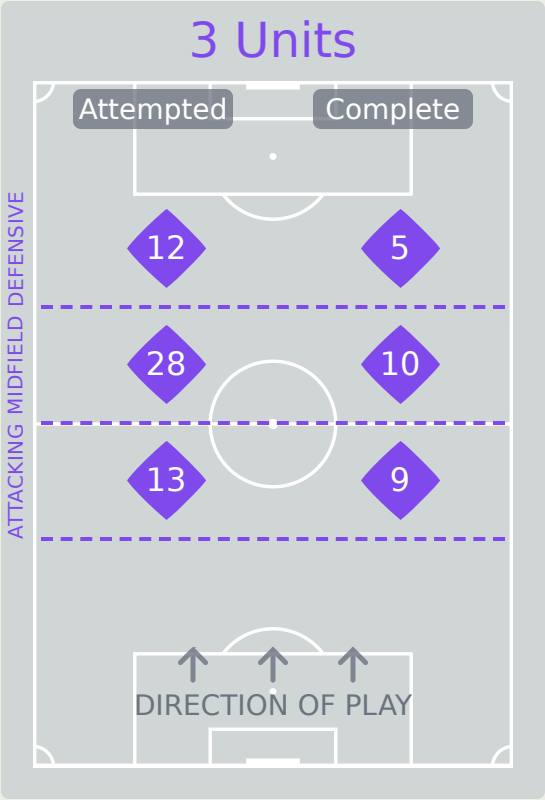 3 Units
Attempted Complete
ATTACKING MIDFIELD DEFENSIVE
12 5
28 10
13 9
DIRECTION OF PLAY